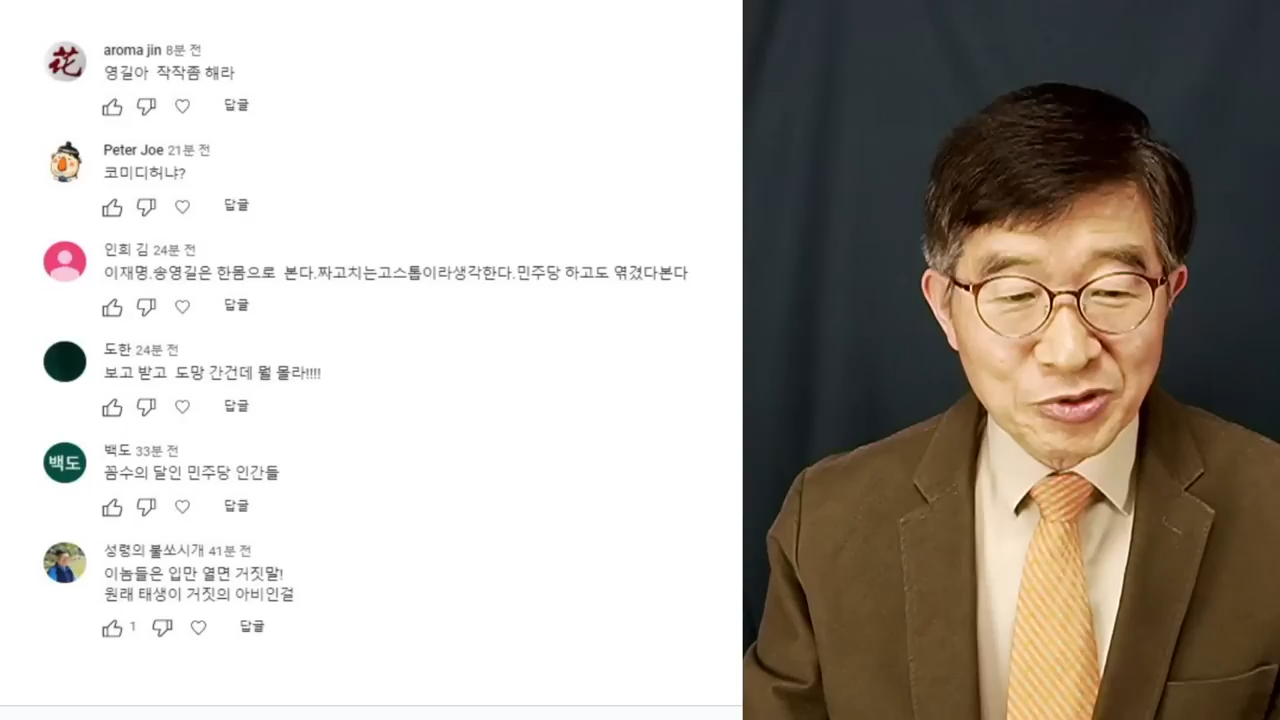 花
aroma jin 8분 전
영길아 작작좀 해라
답글
Peter Joe 21분 전
코미디허냐?
답글
인희 김 24분 전
이재명.송영길은 한몸으로 본다.짜고치는고스톱이라생각한다.민주당 하고도 엮겼다본다
답글
도한 24분 전
보고 받고 도망 간건데 뭘 몰라!!!!
답글
백도
백도 33분 전
꼼수의 달인 민주당 인간들
답글
성령의 불쏘시개 41분 전
이놈들은 입만 열면 거짓말!
원래 태생이 거짓의 아비인걸
1
답글